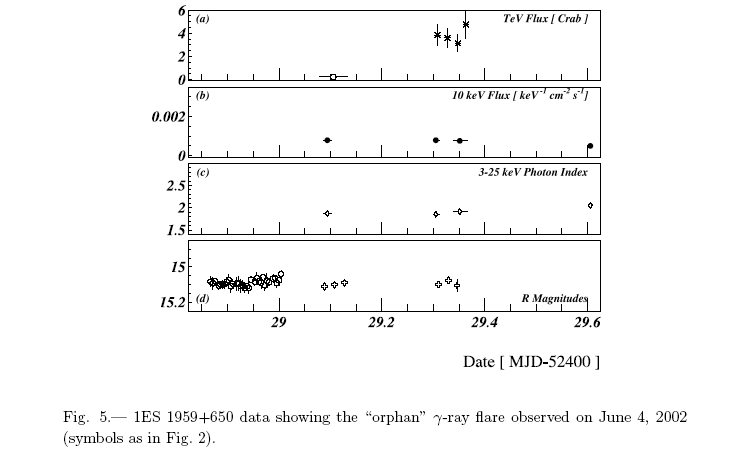 6
(a)
TeV Flux [ Crab ]
4
2
0
(b)
10 keV Flux [ keV⁻¹ cm⁻² s⁻¹]
0.002
0
(c)
3-25 keV Photon Index
2.5
2
1.5
15
15.2
(d)
R Magnitudes
29 29.2 29.4 29.6
Date [ MJD-52400 ]
Fig. 5.— 1ES 1959+650 data showing the “orphan” γ-ray flare observed on June 4, 2002
(symbols as in Fig. 2).